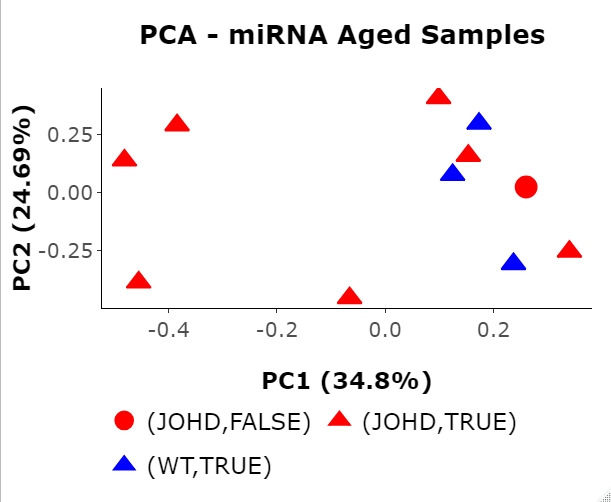 PCA - miRNA Aged Samples
PC2 (24.69%)
0.25
0.00
-0.25
-0.4 -0.2 0.0 0.2
PC1 (34.8%)
(JOHD,FALSE) (JOHD,TRUE)
(WT,TRUE)